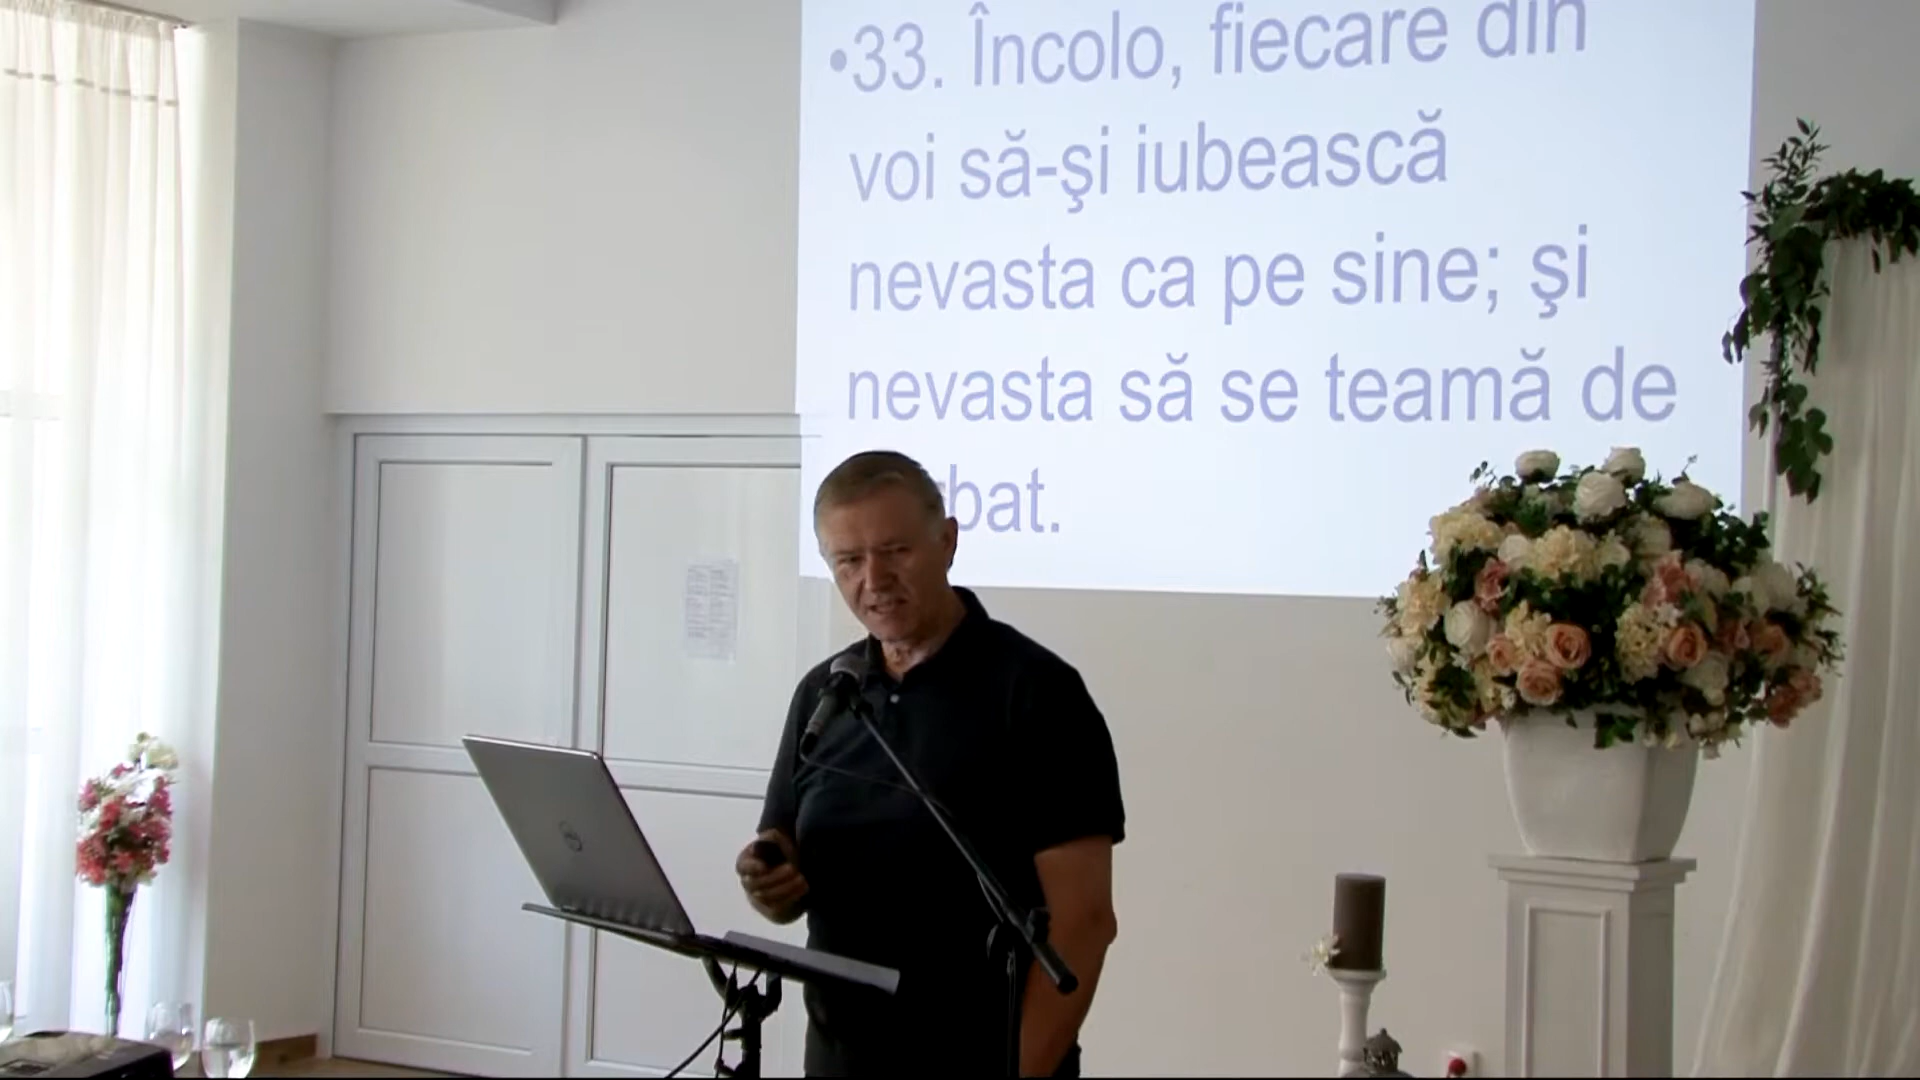 •33. Încolo, fiecare din
voi să-şi iubească
nevasta ca pe sine; şi
nevasta să se teamă de
bat.